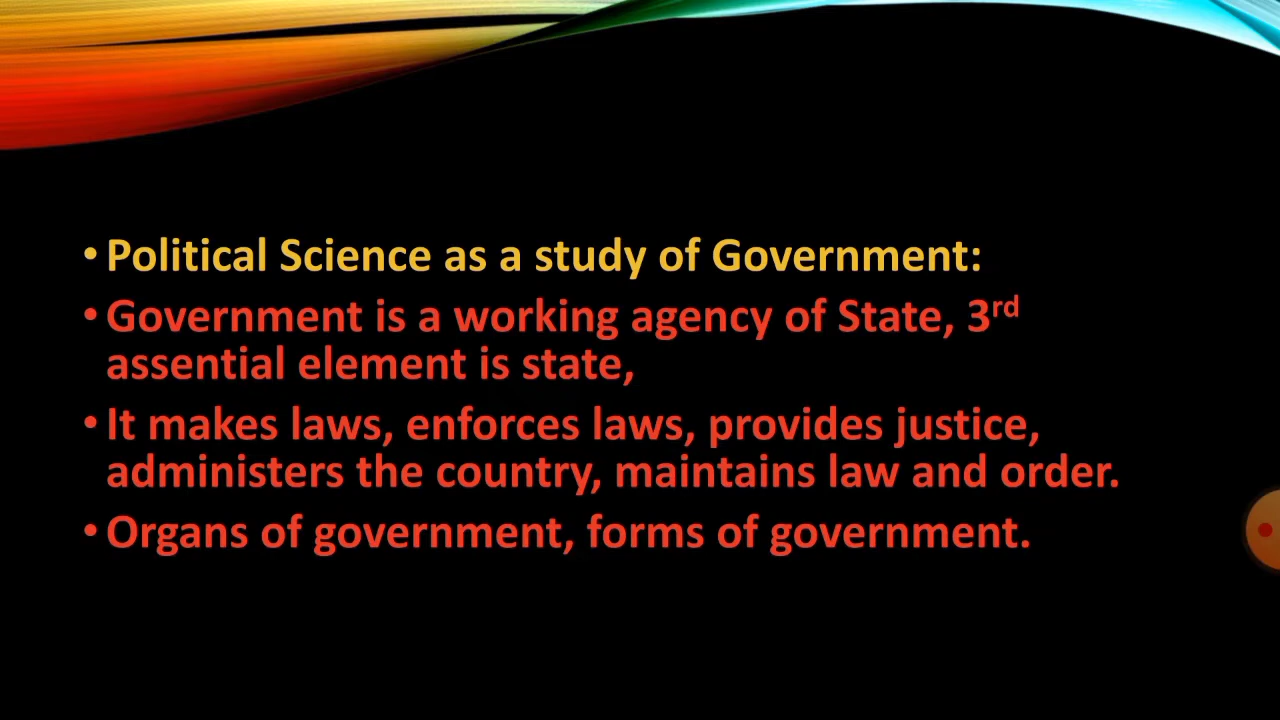 • Political Science as a study of Government:
• Government is a working agency of State, 3rd
assential element is state,
• It makes laws, enforces laws, provides justice,
administers the country, maintains law and order.
• Organs of government, forms of government.